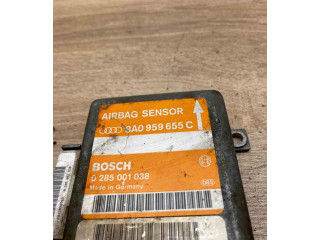 AIRBAG SENSOR
3A0 959 655 C
BOSCH
0 285 001 038
Made in Germany